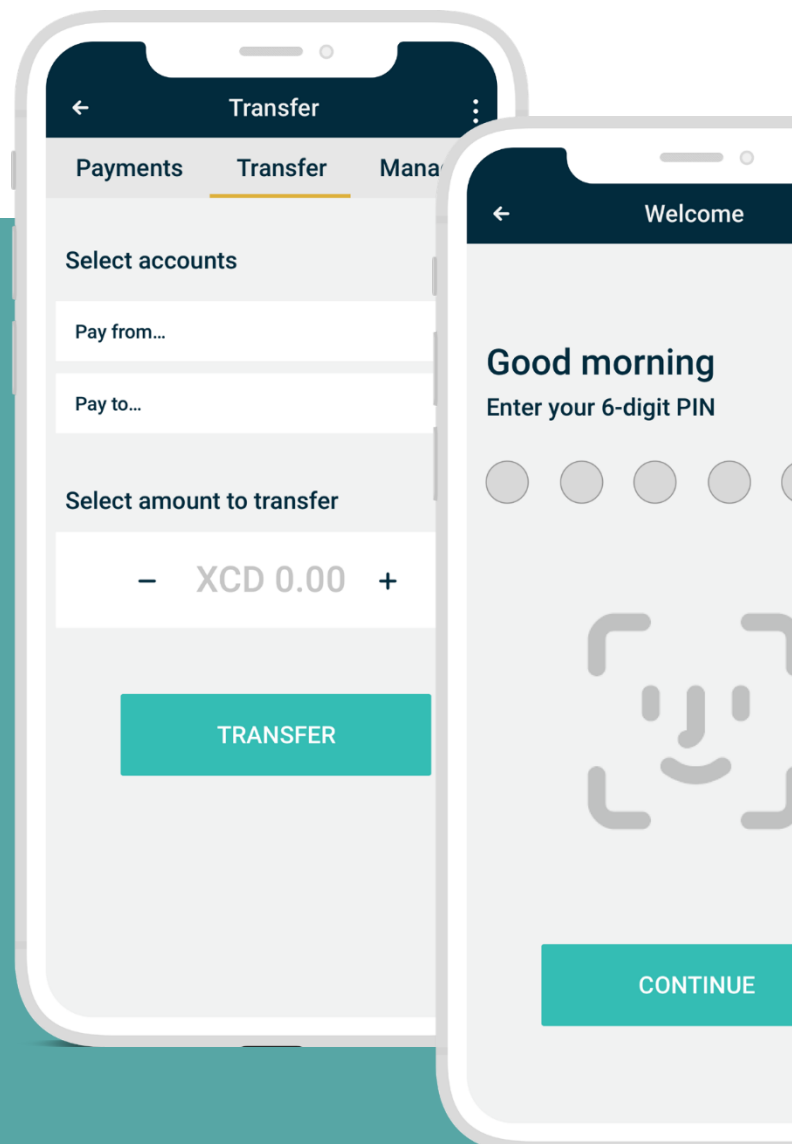 Transfer
Payments Transfer Mana
Select accounts
Pay from...
Pay to...
Select amount to transfer
− XCD 0.00 +
TRANSFER
Welcome
Good morning
Enter your 6-digit PIN
CONTINUE